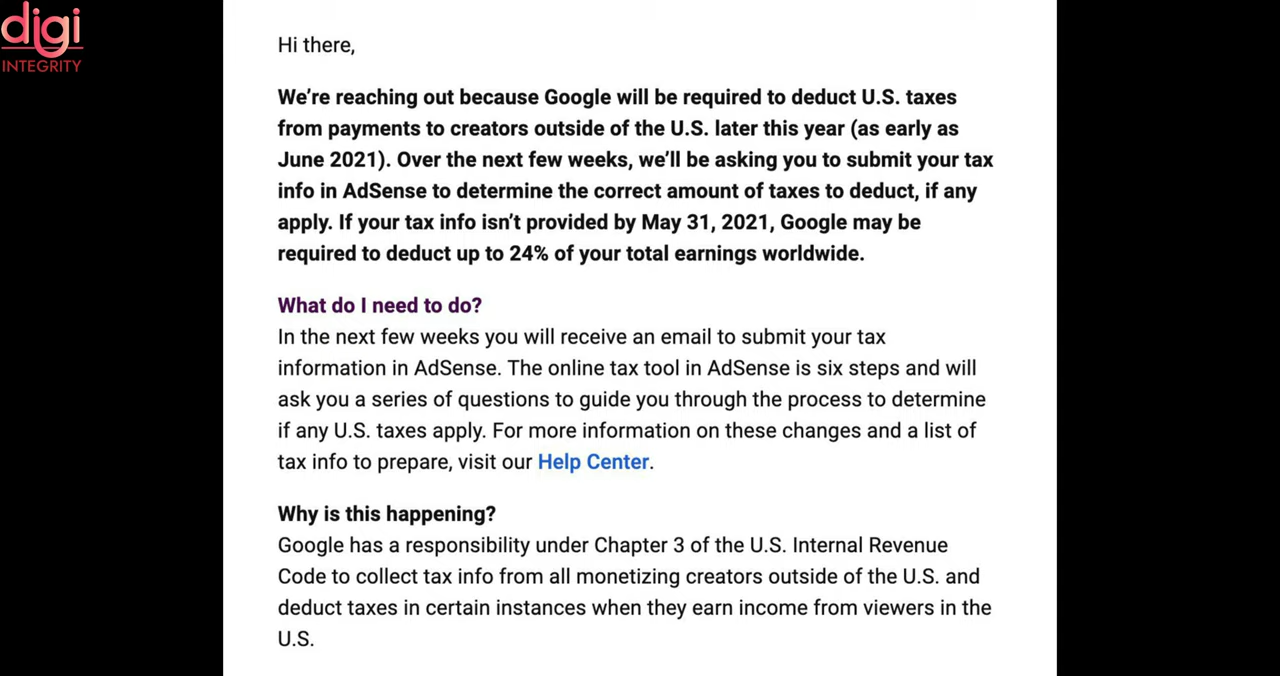 digi
INTEGRITY
Hi there,
We’re reaching out because Google will be required to deduct U.S. taxes
from payments to creators outside of the U.S. later this year (as early as
June 2021). Over the next few weeks, we’ll be asking you to submit your tax
info in AdSense to determine the correct amount of taxes to deduct, if any
apply. If your tax info isn’t provided by May 31, 2021, Google may be
required to deduct up to 24% of your total earnings worldwide.
What do I need to do?
In the next few weeks you will receive an email to submit your tax
information in AdSense. The online tax tool in AdSense is six steps and will
ask you a series of questions to guide you through the process to determine
if any U.S. taxes apply. For more information on these changes and a list of
tax info to prepare, visit our Help Center.
Why is this happening?
Google has a responsibility under Chapter 3 of the U.S. Internal Revenue
Code to collect tax info from all monetizing creators outside of the U.S. and
deduct taxes in certain instances when they earn income from viewers in the
U.S.